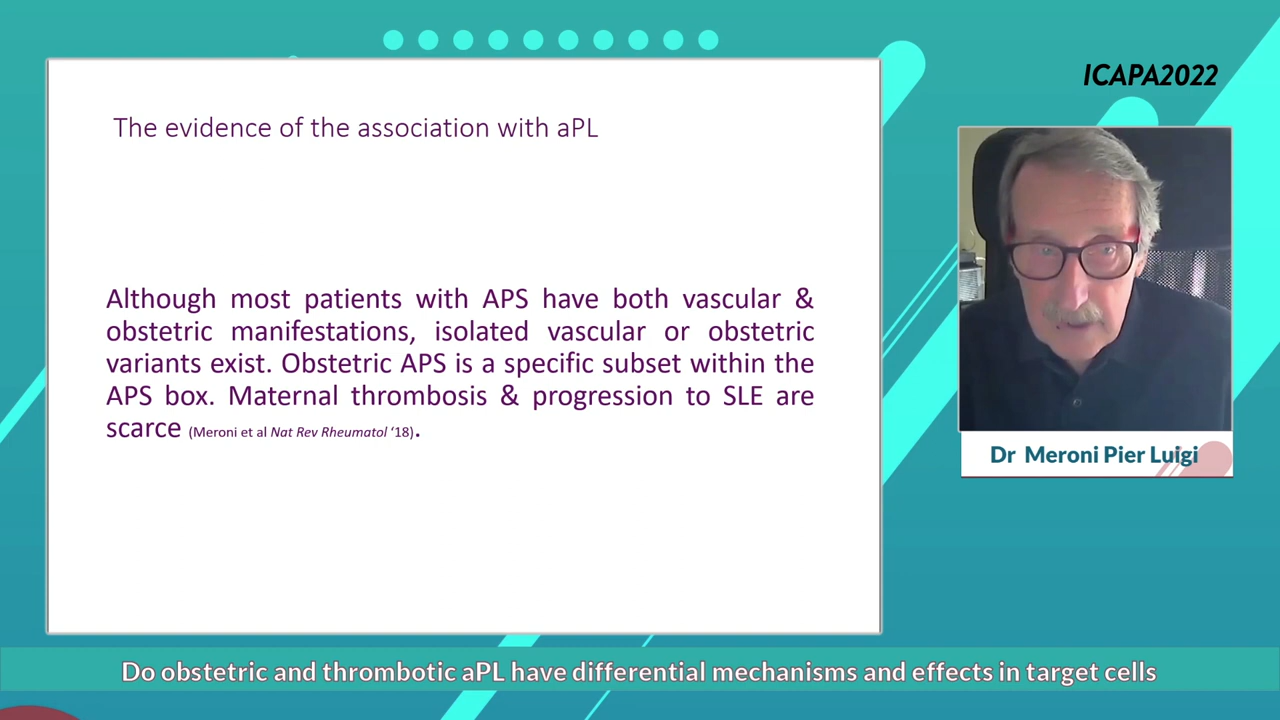 ICAPA2022
The evidence of the association with aPL
Although most patients with APS have both vascular &
obstetric manifestations, isolated vascular or obstetric
variants exist. Obstetric APS is a specific subset within the
APS box. Maternal thrombosis & progression to SLE are
scarce (Meroni et al Nat Rev Rheumatol ‘18).
Dr Meroni Pier Luigi
Do obstetric and thrombotic aPL have differential mechanisms and effects in target cells